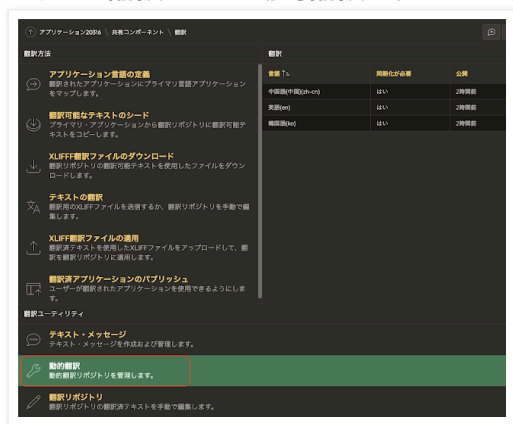 アプリケーション20316 \ 共有コンポーネント \ 翻訳
翻訳方法
アプリケーション言語の定義
翻訳されたアプリケーションにプライマリ言語アプリケーション
をマップします。
翻訳可能なテキストのシード
プライマリ・アプリケーションから翻訳リポジトリに翻訳可能テ
キストをコピーします。
XLIFFF翻訳ファイルのダウンロード
翻訳リポジトリの翻訳可能テキストを使用したファイルをダウン
ロードします。
テキストの翻訳
翻訳用のXLIFFファイルを送信するか、翻訳リポジトリを手動で編
集します。
XLIFF翻訳ファイルの適用
翻訳済テキストを使用したXLIFFファイルをアップロードして、翻
訳を翻訳リポジトリに適用します。
翻訳済アプリケーションのパブリッシュ
ユーザーが翻訳されたアプリケーションを使用できるようにしま
す。
翻訳
言語 同期化が必要 公開
中国語(中国)(zh-cn) はい 2時間前
英語(en) はい 2時間前
韓国語(ko) はい 2時間前
翻訳ユーティリティ
テキスト・メッセージ
テキスト・メッセージを作成および管理します。
動的翻訳
動的翻訳リポジトリを管理します。
翻訳リポジトリ
翻訳リポジトリの翻訳済テキストを手動で編集します。